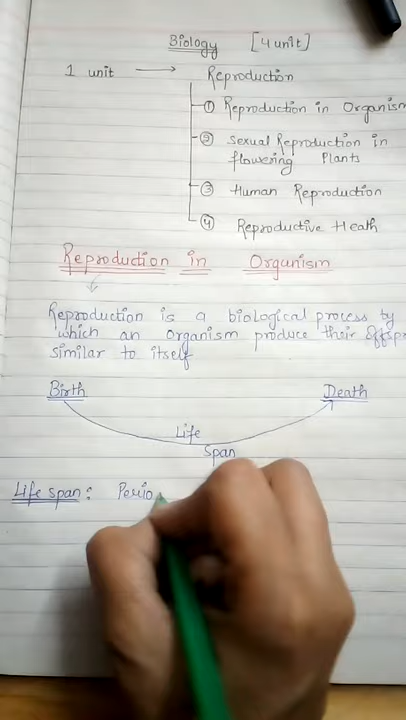 Biology [4 unit]
1 unit → Reproduction
① Reproduction in Organism
② Sexual Reproduction in
flowering Plants
③ Human Reproduction
④ Reproductive Heath
Reproduction in Organism
Reproduction is a biological process by
which an organism produce their offsp
similar to itself
Birth Death
Life
Span
Life span: Perio